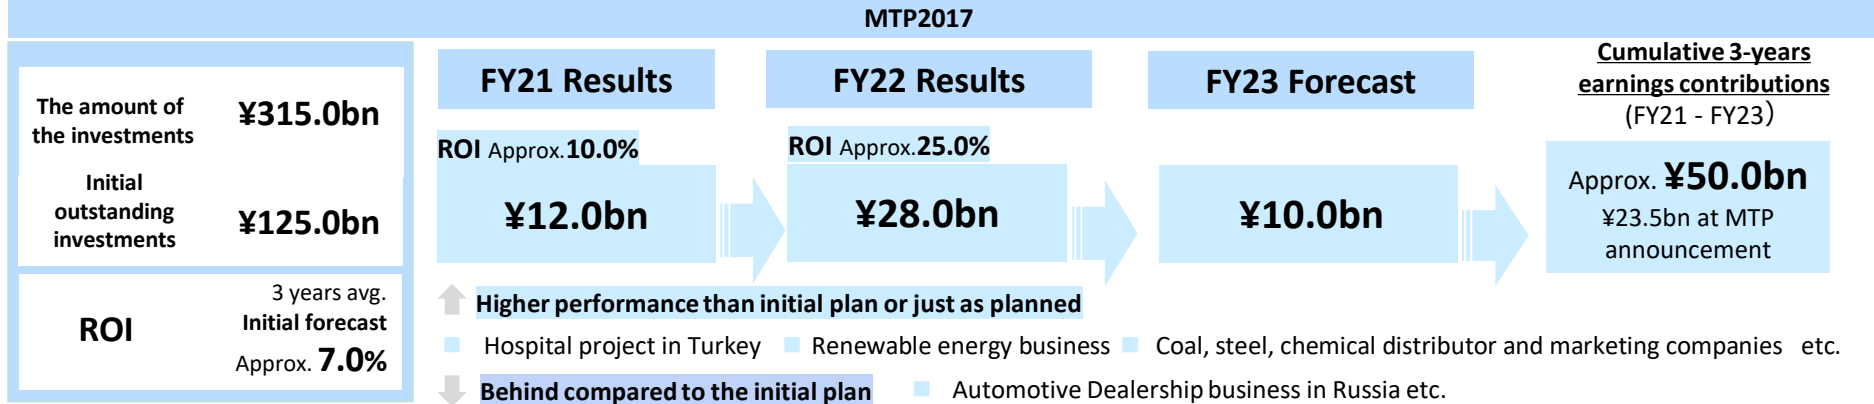 MTP2017
The amount of
the investments
¥315.0bn
Initial
outstanding
investments
¥125.0bn
ROI
3 years avg.
Initial forecast
Approx. 7.0%
FY21 Results
ROI Approx.10.0%
¥12.0bn
FY22 Results
ROI Approx.25.0%
¥28.0bn
FY23 Forecast
¥10.0bn
Cumulative 3-years
earnings contributions
(FY21 - FY23）
Approx. ¥50.0bn
¥23.5bn at MTP
announcement
Higher performance than initial plan or just as planned
Hospital project in Turkey Renewable energy business Coal, steel, chemical distributor and marketing companies etc.
Behind compared to the initial plan Automotive Dealership business in Russia etc.